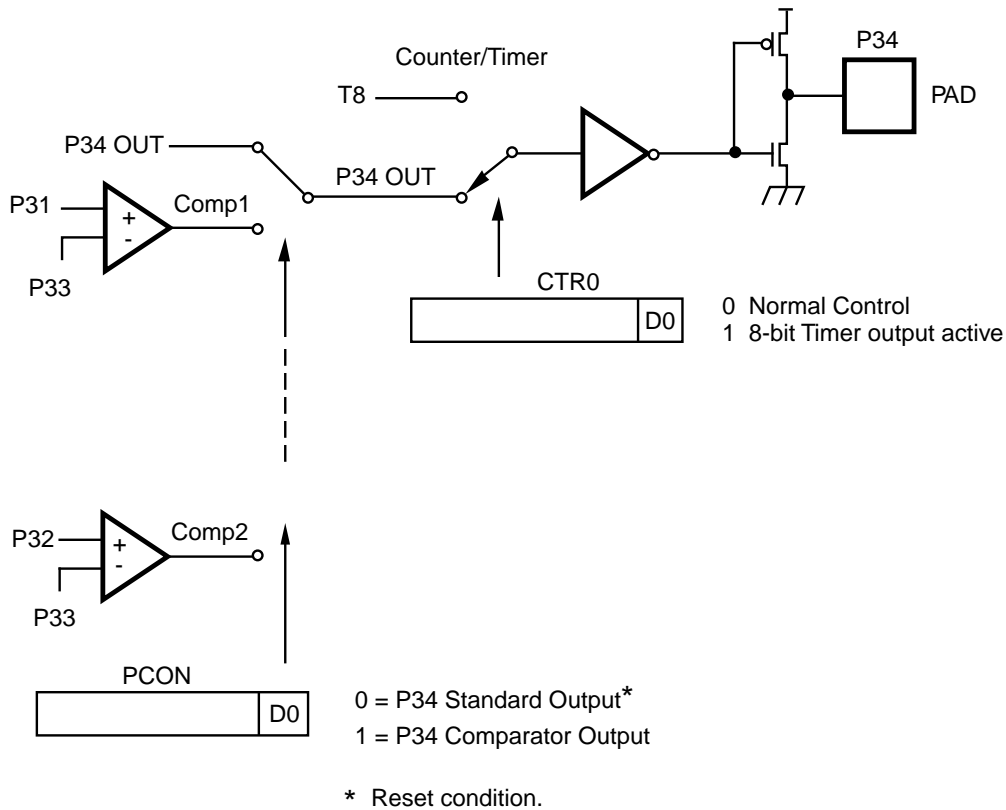 Counter/Timer
T8
P34
PAD
P34 OUT
P34 OUT
P31
+
-
Comp1
P33
CTR0
D0
0 Normal Control
1 8-bit Timer output active
P32
+
-
Comp2
P33
PCON
D0
0 = P34 Standard Output*
1 = P34 Comparator Output
* Reset condition.